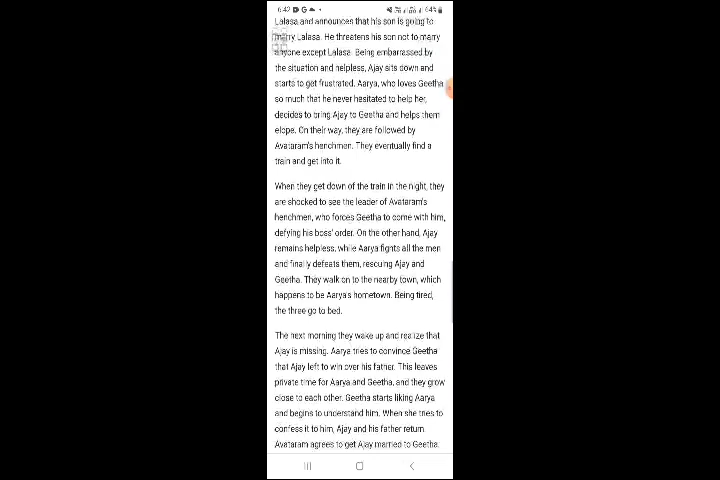 6:42
64%
Lalasa and announces that his son is going to
marry Lalasa. He threatens his son not to marry
anyone except Lalasa. Being embarrassed by
the situation and helpless, Ajay sits down and
starts to get frustrated. Aarya, who loves Geetha
so much that he never hesitated to help her,
decides to bring Ajay to Geetha and helps them
elope. On their way, they are followed by
Avataram's henchmen. They eventually find a
train and get into it.
When they get down of the train in the night, they
are shocked to see the leader of Avataram's
henchmen, who forces Geetha to come with him,
defying his boss' order. On the other hand, Ajay
remains helpless, while Aarya fights all the men
and finally defeats them, rescuing Ajay and
Geetha. They walk on to the nearby town, which
happens to be Aarya's hometown. Being tired,
the three go to bed.
The next morning they wake up and realize that
Ajay is missing. Aarya tries to convince Geetha
that Ajay left to win over his father. This leaves
private time for Aarya and Geetha, and they grow
close to each other. Geetha starts liking Aarya
and begins to understand him. When she tries to
confess it to him, Ajay and his father return.
Avataram agrees to get Ajay married to Geetha.